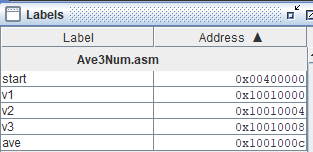 Labels
Label Address ▲
Ave3Num.asm
start 0x00400000
v1 0x10010000
v2 0x10010004
v3 0x10010008
ave 0x1001000c